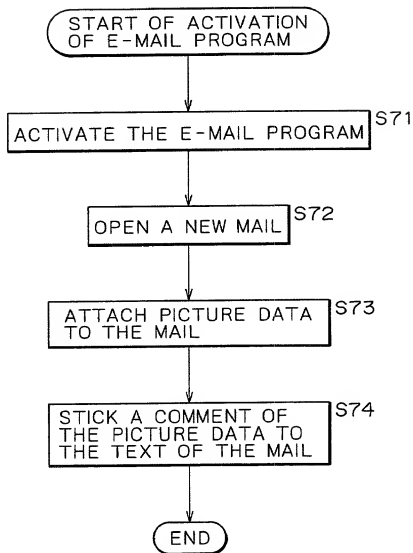 START OF ACTIVATION
OF E-MAIL PROGRAM
S71
ACTIVATE THE E-MAIL PROGRAM
S72
OPEN A NEW MAIL
S73
ATTACH PICTURE DATA
TO THE MAIL
S74
STICK A COMMENT OF
THE PICTURE DATA TO
THE TEXT OF THE MAIL
END